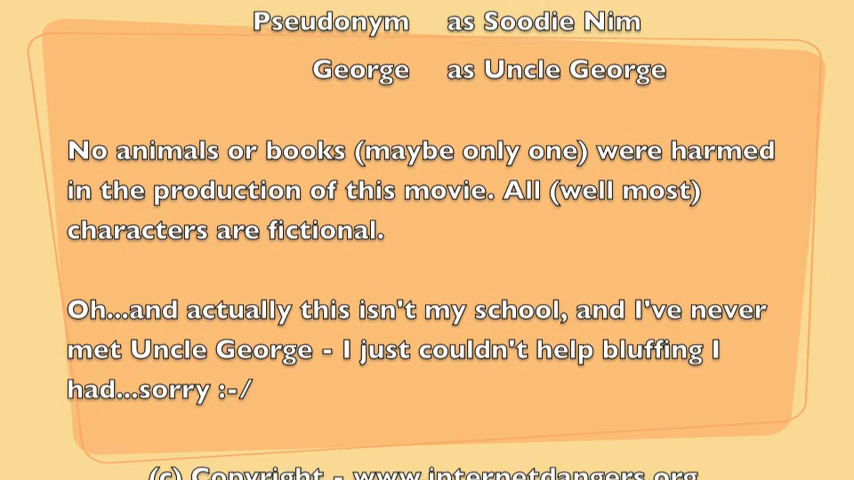 Pseudonym as Soodie Nim
George as Uncle George
No animals or books (maybe only one) were harmed
in the production of this movie. All (well most)
characters are fictional.
Oh...and actually this isn't my school, and I've never
met Uncle George - I just couldn't help bluffing I
had...sorry :-/
(c) Copyright - www.internetdangers.org